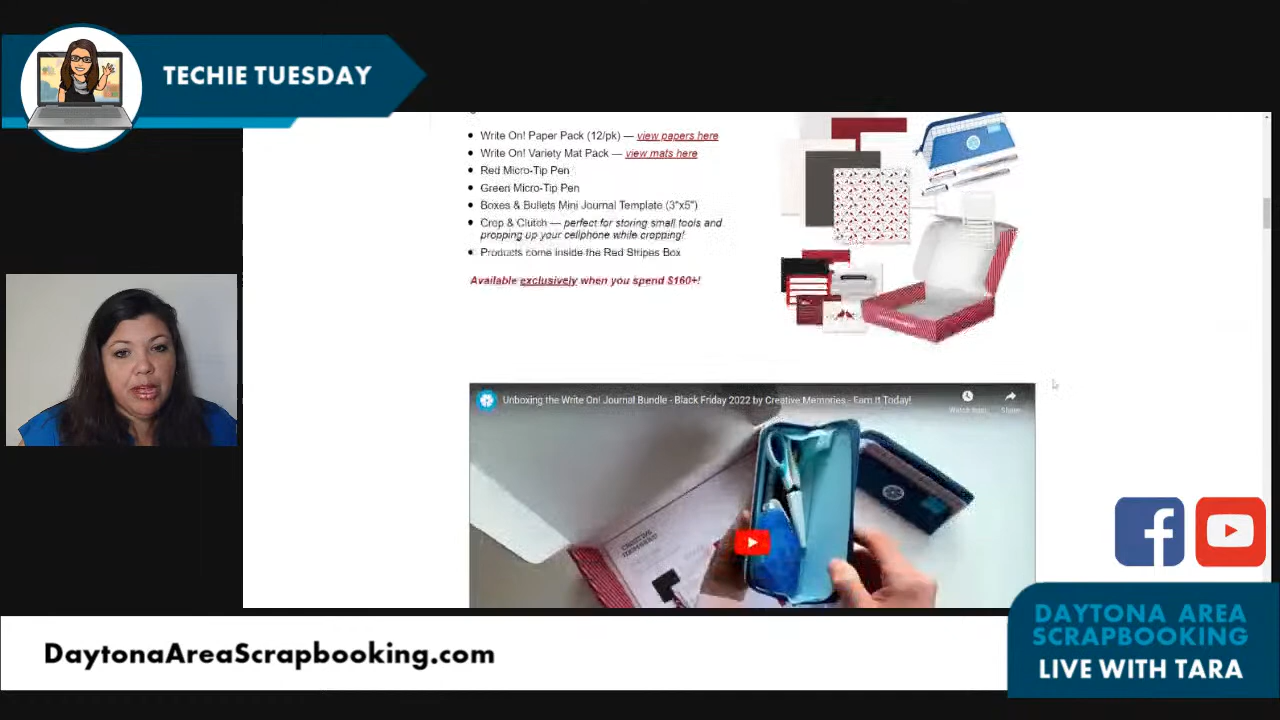 TECHIE TUESDAY
Write On! Paper Pack (12/pk) — view papers here
Write On! Variety Mat Pack — view mats here
Red Micro-Tip Pen
Green Micro-Tip Pen
Boxes & Bullets Mini Journal Template (3"x5")
Crop & Clutch — perfect for storing small tools and
propping up your cellphone while cropping!
Products come inside the Red Stripes Box
Available exclusively when you spend $160+!
Unboxing the Write On! Journal Bundle - Black Friday 2022 by Creative Memories - Earn It Today!
Share
DAYTONA AREA
SCRAPBOOKING
LIVE WITH TARA
DaytonaAreaScrapbooking.com